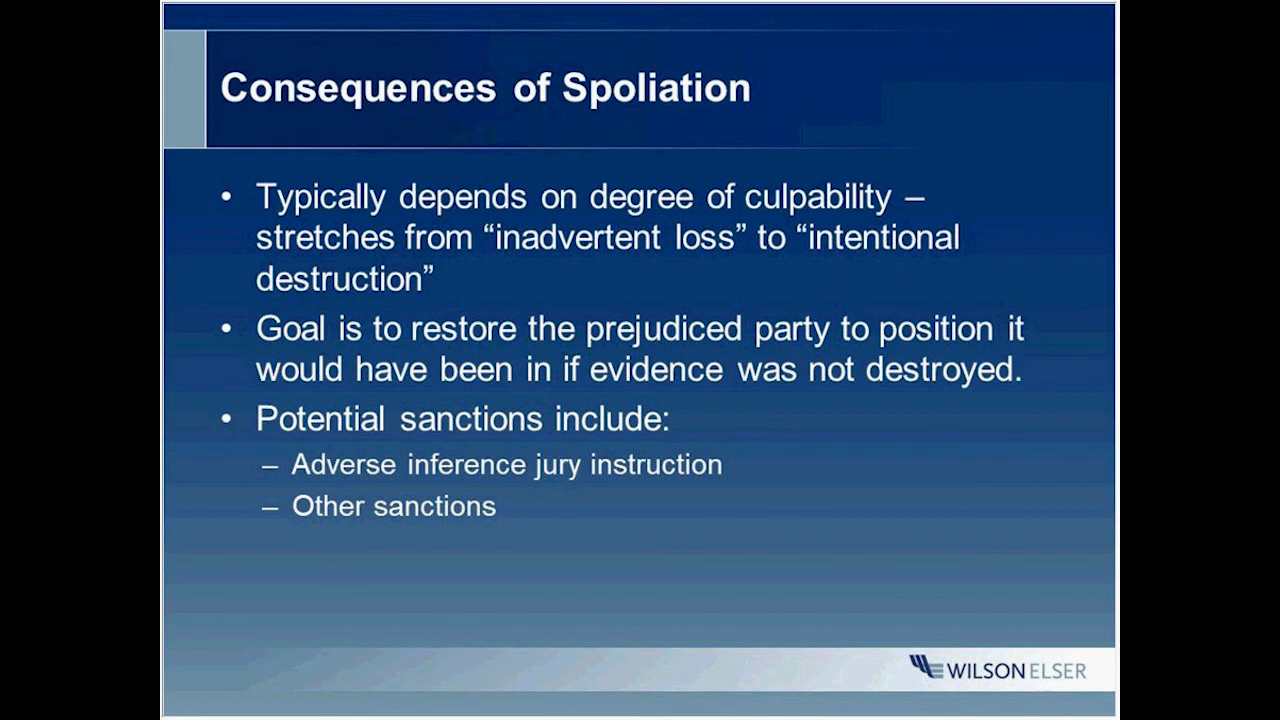 Consequences of Spoliation
• Typically depends on degree of culpability –
stretches from “inadvertent loss” to “intentional
destruction”
• Goal is to restore the prejudiced party to position it
would have been in if evidence was not destroyed.
• Potential sanctions include:
– Adverse inference jury instruction
– Other sanctions
WILSON ELSER